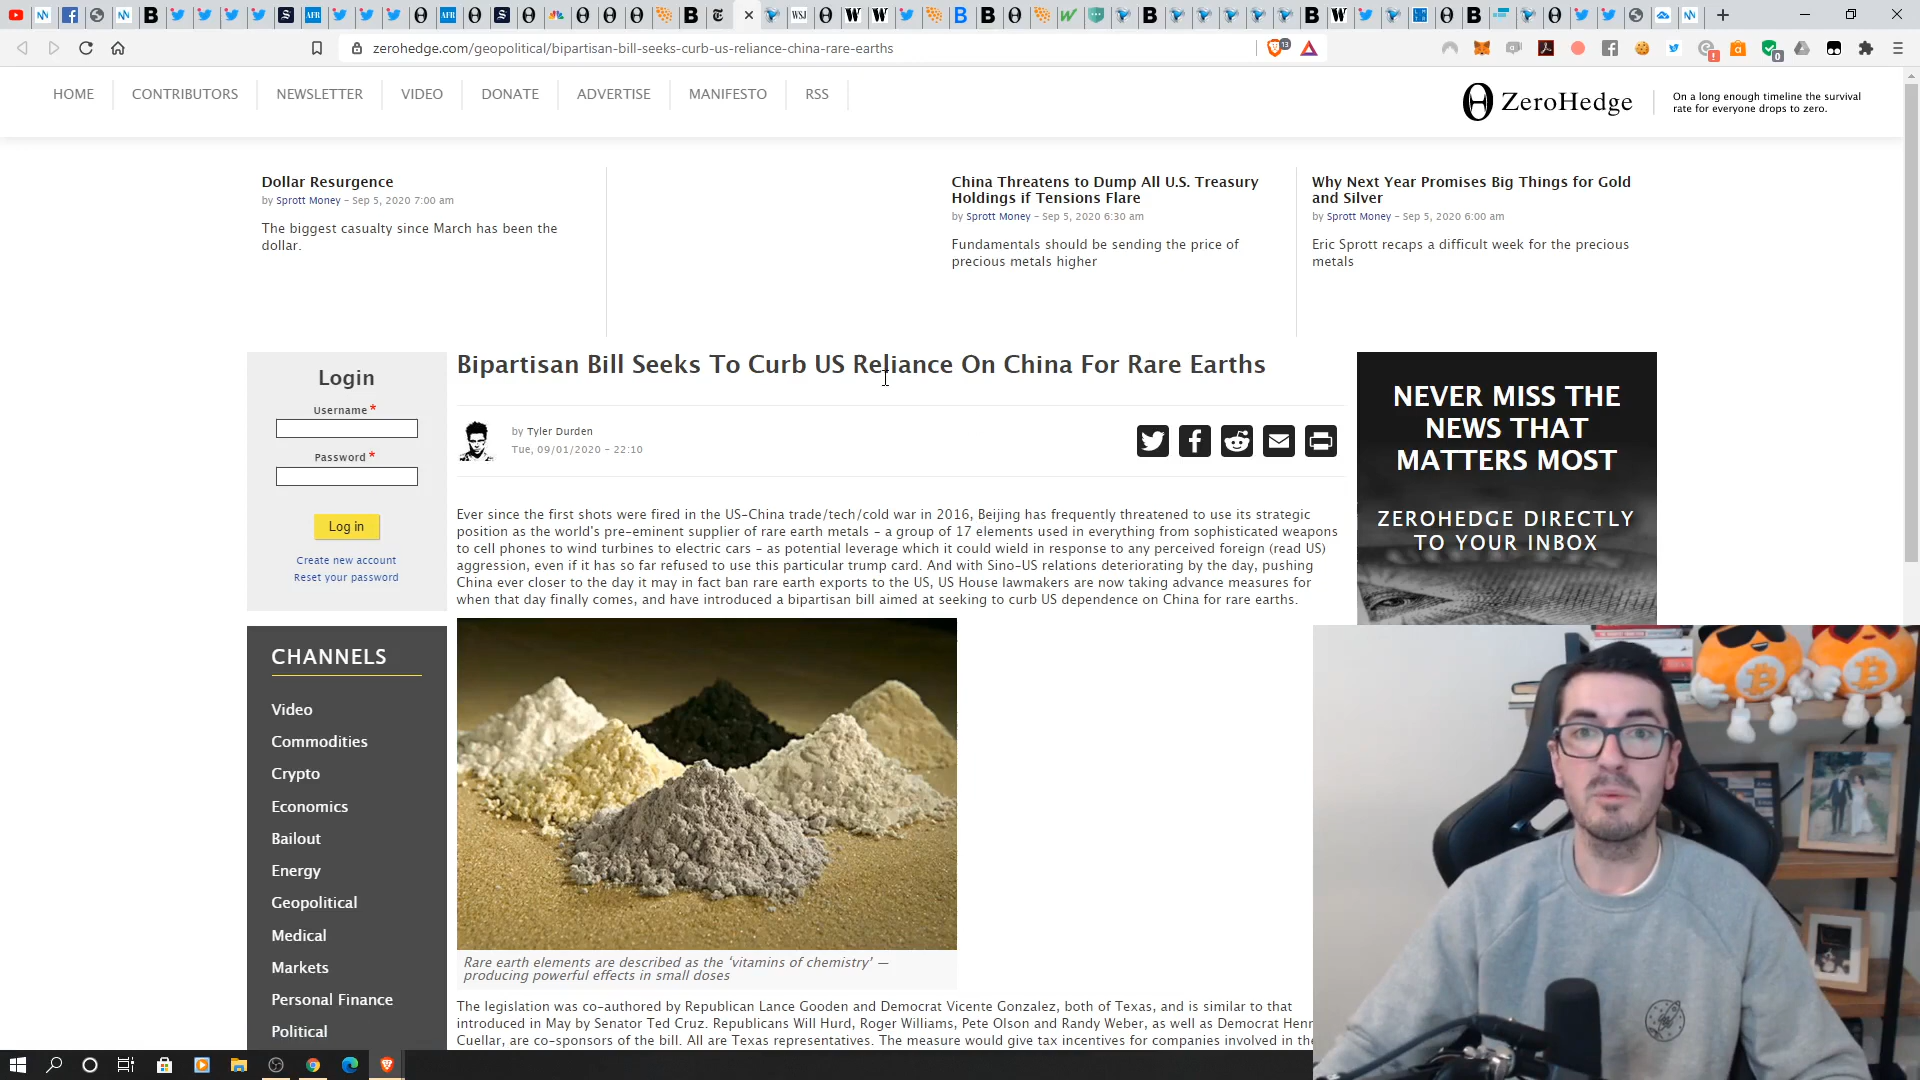 zerohedge.com/geopolitical/bipartisan-bill-seeks-curb-us-reliance-china-rare-earths
HOME
CONTRIBUTORS
NEWSLETTER
VIDEO
DONATE
ADVERTISE
MANIFESTO
RSS
ZeroHedge
On a long enough timeline the survival
rate for everyone drops to zero.
Dollar Resurgence
by Sprott Money - Sep 5, 2020 7:00 am
The biggest casualty since March has been the
dollar.
China Threatens to Dump All U.S. Treasury
Holdings if Tensions Flare
by Sprott Money - Sep 5, 2020 6:30 am
Fundamentals should be sending the price of
precious metals higher
Why Next Year Promises Big Things for Gold
and Silver
by Sprott Money - Sep 5, 2020 6:00 am
Eric Sprott recaps a difficult week for the precious
metals
Login
Username *
Password *
Log in
Create new account
Reset your password
CHANNELS
Video
Commodities
Crypto
Economics
Bailout
Energy
Geopolitical
Medical
Markets
Personal Finance
Political
Bipartisan Bill Seeks To Curb US Reliance On China For Rare Earths
by Tyler Durden
Tue, 09/01/2020 - 22:10
Ever since the first shots were fired in the US-China trade/tech/cold war in 2016, Beijing has frequently threatened to use its strategic
position as the world's pre-eminent supplier of rare earth metals - a group of 17 elements used in everything from sophisticated weapons
to cell phones to wind turbines to electric cars - as potential leverage which it could wield in response to any perceived foreign (read US)
aggression, even if it has so far refused to use this particular trump card. And with Sino-US relations deteriorating by the day, pushing
China ever closer to the day it may in fact ban rare earth exports to the US, US House lawmakers are now taking advance measures for
when that day finally comes, and have introduced a bipartisan bill aimed at seeking to curb US dependence on China for rare earths.
Rare earth elements are described as the 'vitamins of chemistry' —
producing powerful effects in small doses
The legislation was co-authored by Republican Lance Gooden and Democrat Vicente Gonzalez, both of Texas, and is similar to that
introduced in May by Senator Ted Cruz. Republicans Will Hurd, Roger Williams, Pete Olson and Randy Weber, as well as Democrat Henr
Cuellar, are co-sponsors of the bill. All are Texas representatives. The measure would give tax incentives for companies involved in the
NEVER MISS THE
NEWS THAT
MATTERS MOST
ZEROHEDGE DIRECTLY
TO YOUR INBOX